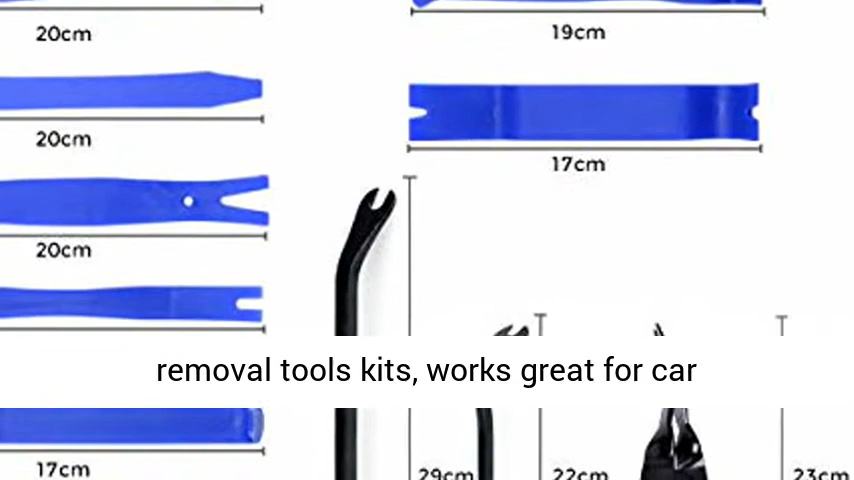 20cm
19cm
20cm
17cm
20cm
removal tools kits, works great for car
17cm
29cm
22cm
23cm